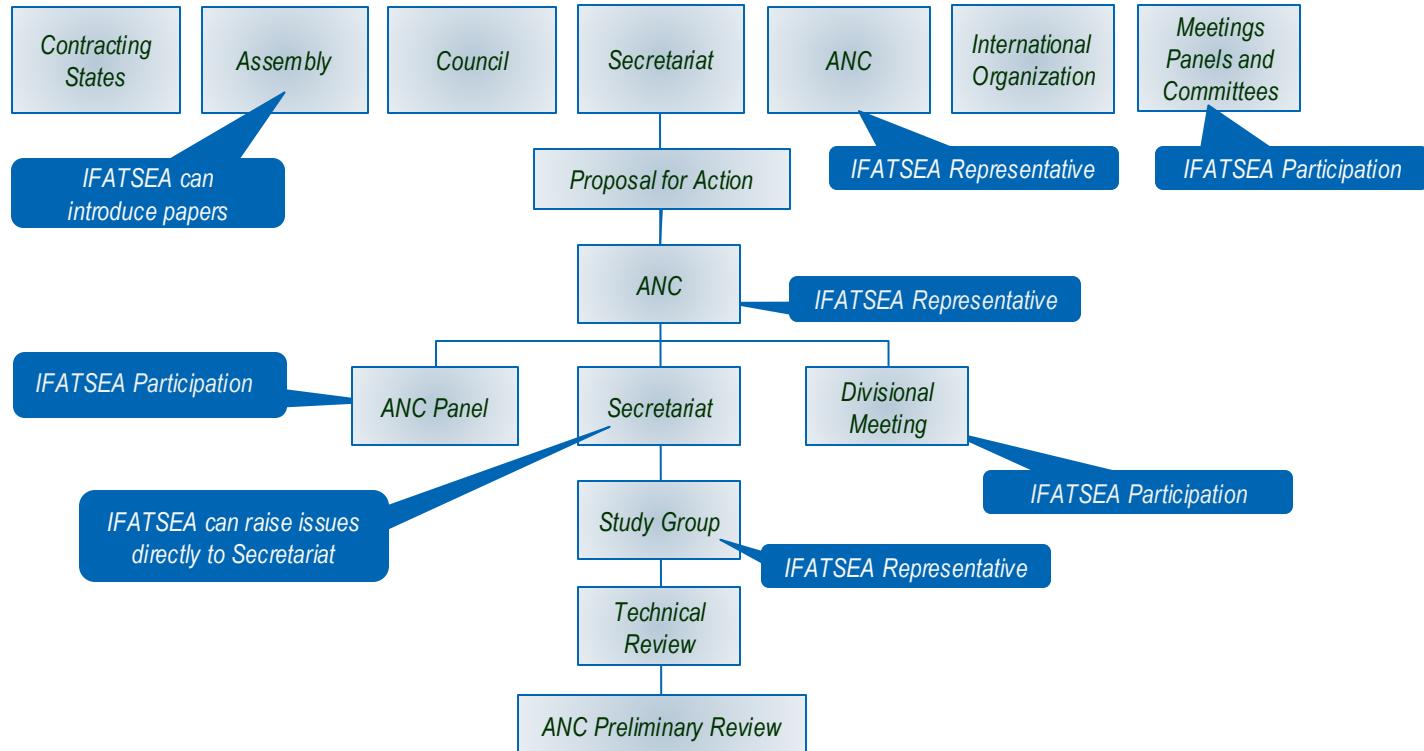 Contracting
States
Assembly
Council
Secretariat
ANC
International
Organization
Meetings
Panels and
Committees
IFATSEA can
introduce papers
Proposal for Action
IFATSEA Representative
IFATSEA Participation
ANC
IFATSEA Representative
IFATSEA Participation
ANC Panel
Secretariat
Divisional
Meeting
IFATSEA can raise issues
directly to Secretariat
Study Group
IFATSEA Participation
IFATSEA Representative
Technical
Review
ANC Preliminary Review